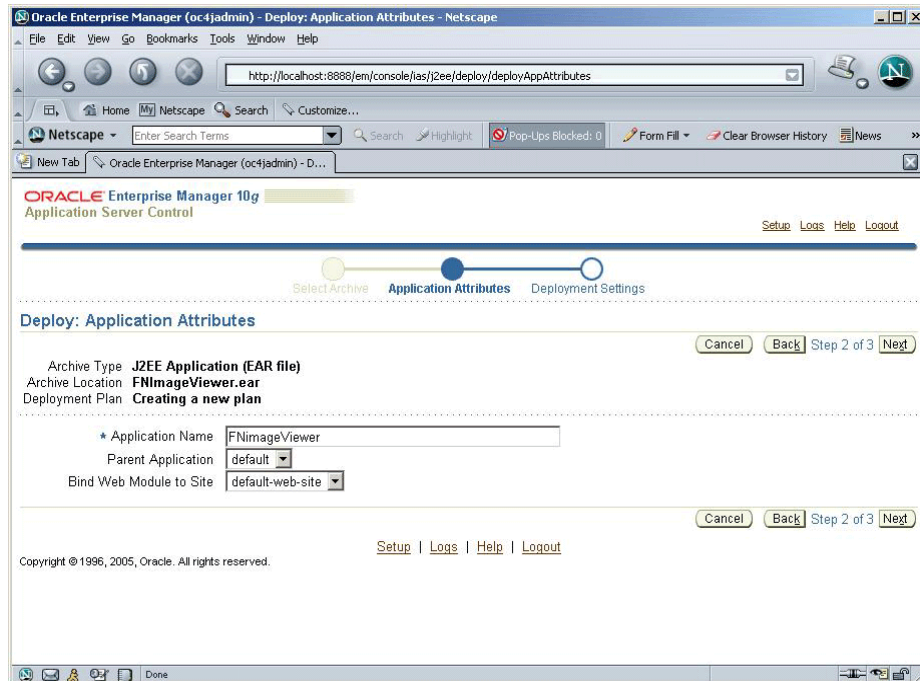 Oracle Enterprise Manager (oc4jadmin) - Deploy: Application Attributes - Netscape
File Edit View Go Bookmarks Tools Window Help
http://localhost:8888/em/console/ias/j2ee/deploy/deployAppAttributes
N
Home My Netscape Search Customize...
Netscape Enter Search Terms Search Highlight Pop-Ups Blocked: 0 Form Fill Clear Browser History News »
New Tab Oracle Enterprise Manager (oc4jadmin) - D...
ORACLE Enterprise Manager 10g
Application Server Control
Setup Logs Help Logout
Select Archive Application Attributes Deployment Settings
Deploy: Application Attributes
Cancel Back Step 2 of 3 Next
Archive Type J2EE Application (EAR file)
Archive Location FNImageViewer.ear
Deployment Plan Creating a new plan
* Application Name FNimageViewer
Parent Application default
Bind Web Module to Site default-web-site
Cancel Back Step 2 of 3 Next
Setup | Logs | Help | Logout
Copyright © 1996, 2005, Oracle. All rights reserved.
Done